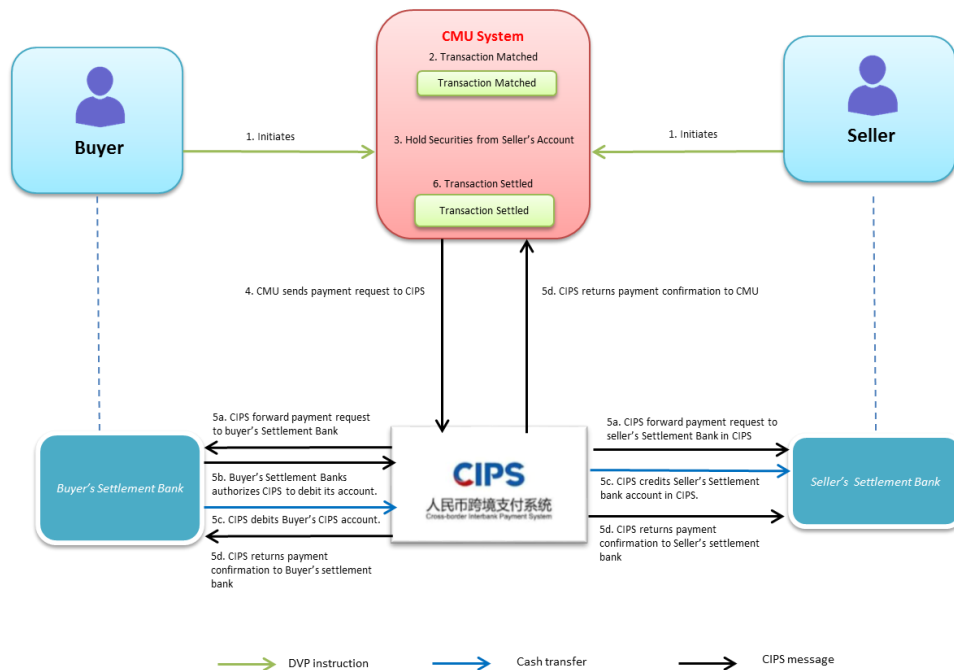 CMU System
2. Transaction Matched
Transaction Matched
Buyer
Seller
1. Initiates
1. Initiates
3. Hold Securities from Seller's Account
6. Transaction Settled
Transaction Settled
4. CMU sends payment request to CIPS
5d. CIPS returns payment confirmation to CMU
5a. CIPS forward payment request
to buyer's Settlement Bank
5a. CIPS forward payment request to
seller's Settlement Bank in CIPS
Buyer's Settlement Bank
5b. Buyer's Settlement Banks
authorizes CIPS to debit its account.
CIPS
人民币跨境支付系统
Cross-border Interbank Payment System
5c. CIPS credits Seller's Settlement
bank account in CIPS.
Seller's Settlement Bank
5c. CIPS debits Buyer's CIPS account.
5d. CIPS returns payment
confirmation to Buyer's settlement
bank
5d. CIPS returns payment
confirmation to Seller's settlement
bank
DVP instruction
Cash transfer
CIPS message